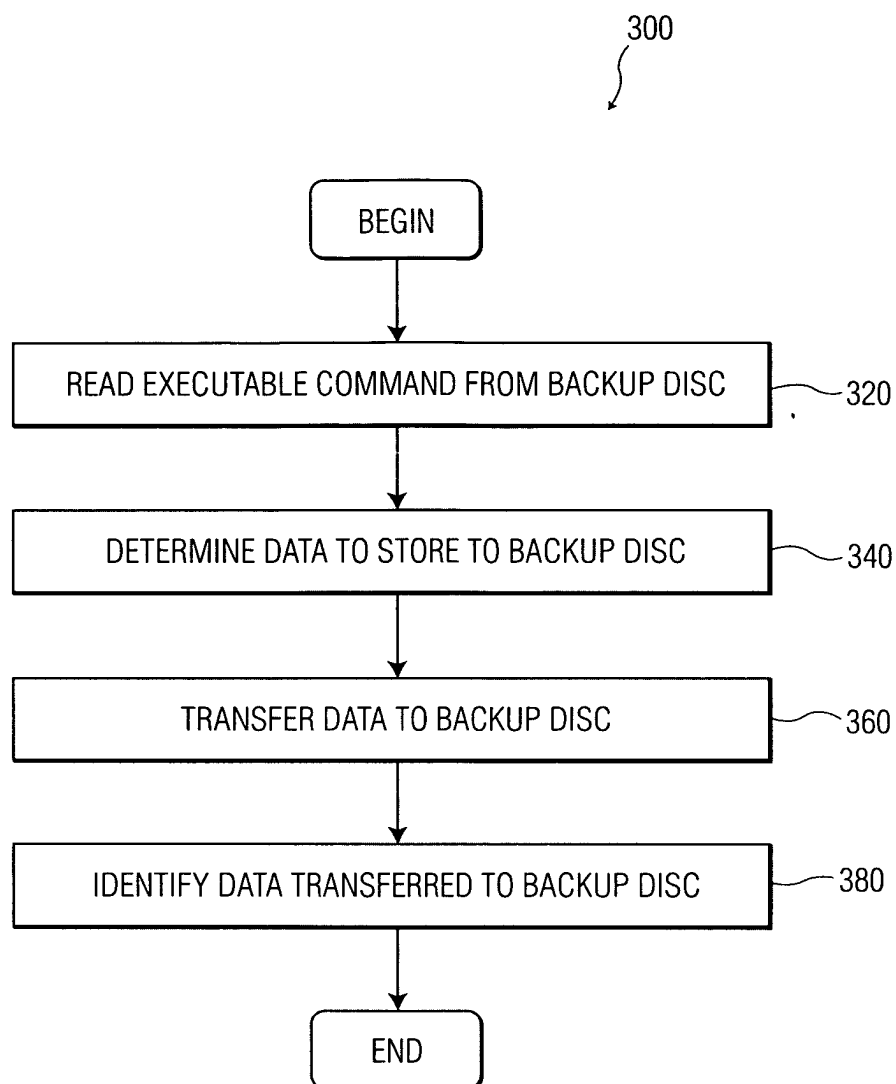 300
BEGIN
READ EXECUTABLE COMMAND FROM BACKUP DISC
320
DETERMINE DATA TO STORE TO BACKUP DISC
340
TRANSFER DATA TO BACKUP DISC
360
IDENTIFY DATA TRANSFERRED TO BACKUP DISC
380
END